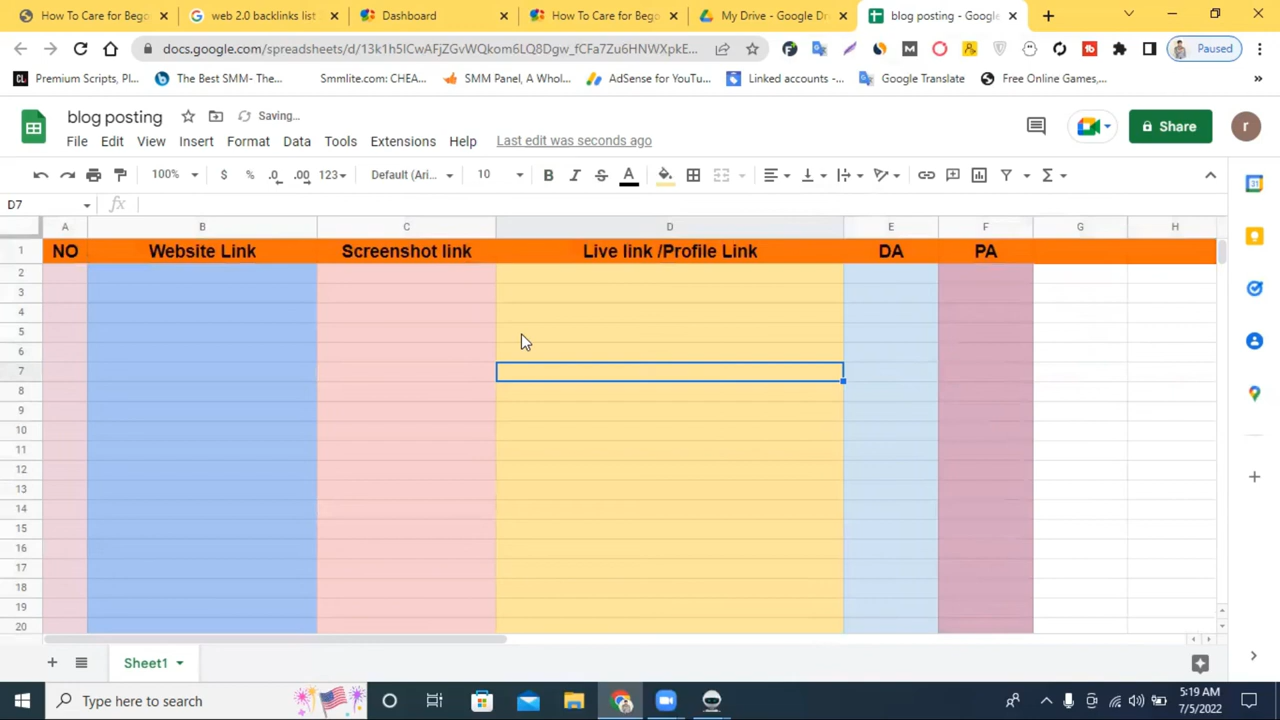 How To Care for Bego
web 2.0 backlinks list
Dashboard
How To Care for Bego
My Drive - Google Dr
blog posting - Google
docs.google.com/spreadsheets/d/13k1h5lCwAFjZGvWQkom6LQ8Dgw_fCFa7Zu6HNWXpkE...
Paused
Premium Scripts, Pl...
The Best SMM- The...
Smmlite.com: CHEA...
SMM Panel, A Whol...
AdSense for YouTu...
Linked accounts -...
Google Translate
Free Online Games,...
blog posting
Saving...
File Edit View Insert Format Data Tools Extensions Help Last edit was seconds ago
Share
r
100% $ % .0 .00 123 Default (Ari... 10 B I S A
D7 fx
A B C D E F G H
1 NO Website Link Screenshot link Live link /Profile Link DA PA
2
3
4
5
6
7
8
9
10
11
12
13
14
15
16
17
18
19
20
Sheet1
Type here to search
5:19 AM
7/5/2022